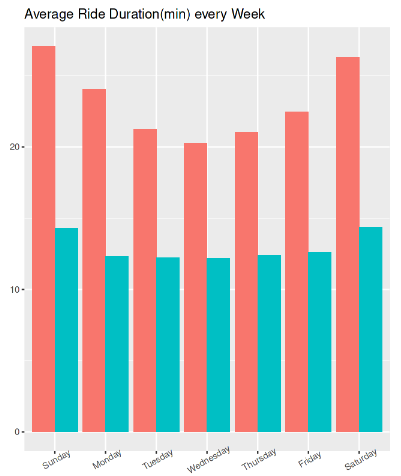 Average Ride Duration(min) every Week
20
10
0
Sunday
Monday
Tuesday
Wednesday
Thursday
Friday
Saturday